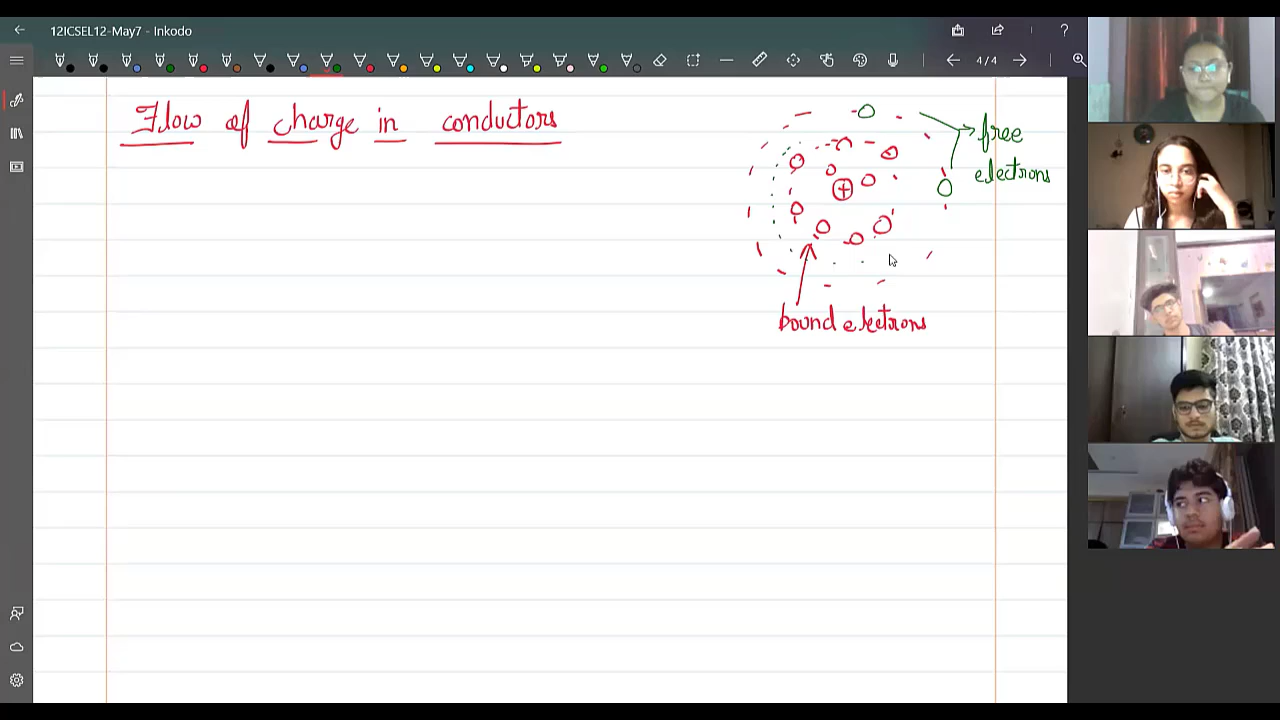 12ICSEL12-May7 - Inkodo
4/4
Flow of charge in conductors
free
electrons
bound electrons